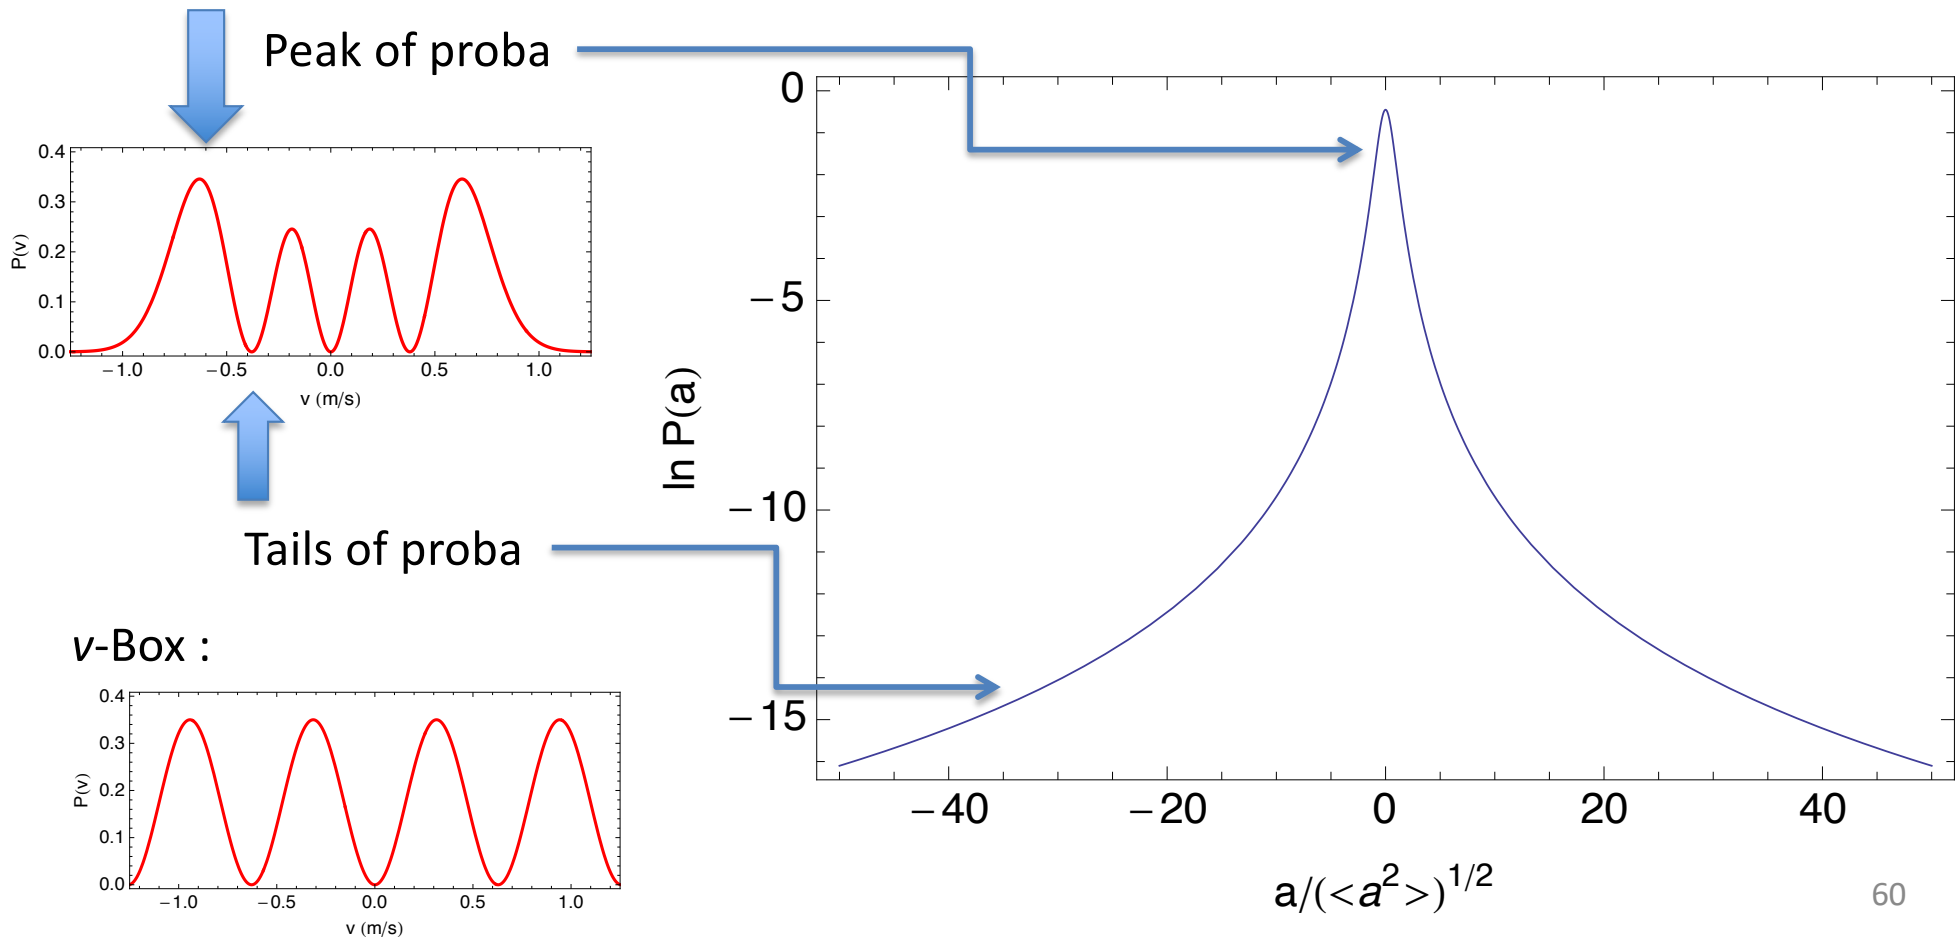 Peak of proba
0.4
0.3
0.2
0.1
0.0
P(v)
−1.0 −0.5 0.0 0.5 1.0
v (m/s)
Tails of proba
v-Box :
0.4
0.3
0.2
0.1
0.0
P(v)
−1.0 −0.5 0.0 0.5 1.0
v (m/s)
0
−5
−10
−15
ln P(a)
−40 −20 0 20 40
a/(<a²>)^1/2
60